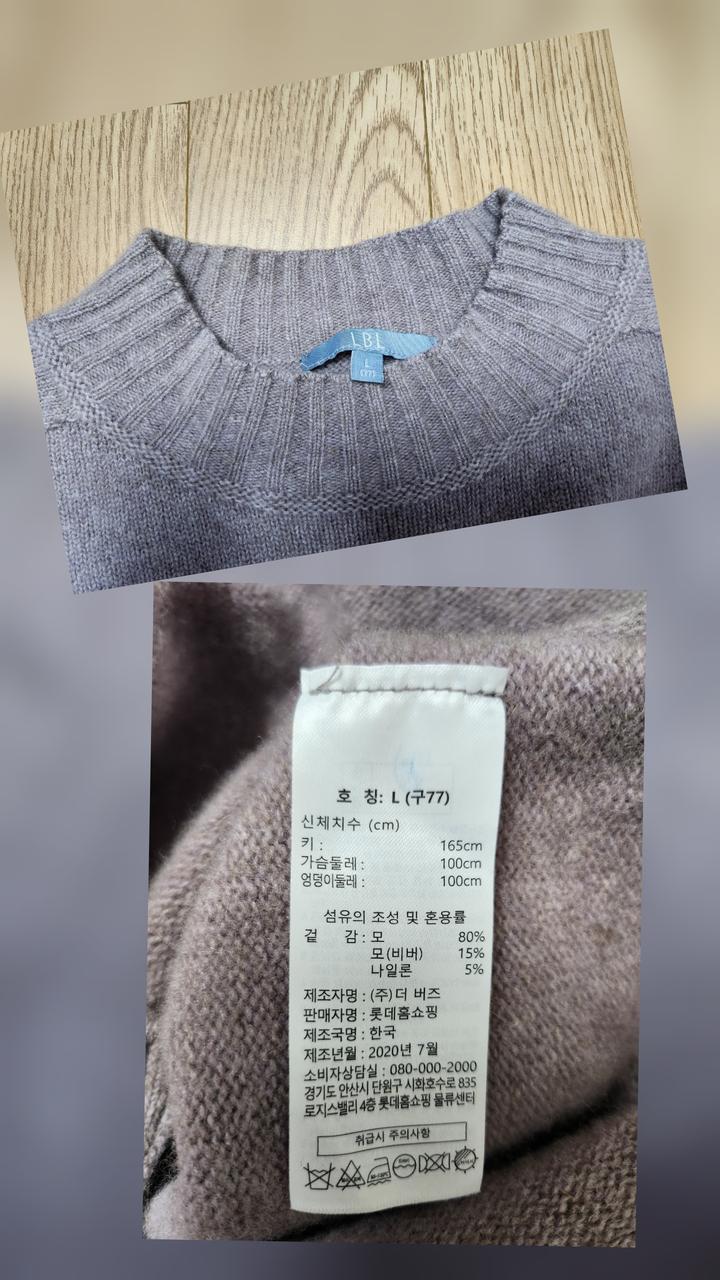 LBL
L
호 칭: L (구77)
신체치수 (cm)
키 : 165cm
가슴둘레 : 100cm
엉덩이둘레 : 100cm
섬유의 조성 및 혼용률
겉 감 : 모 80%
모(비버) 15%
나일론 5%
제조자명 : (주)더 버즈
판매자명 : 롯데홈쇼핑
제조국명 : 한국
제조년월 : 2020년 7월
소비자상담실 : 080-000-2000
경기도 안산시 단원구 시화호수로 835
로지스밸리 4층 롯데홈쇼핑 물류센터
취급시 주의사항